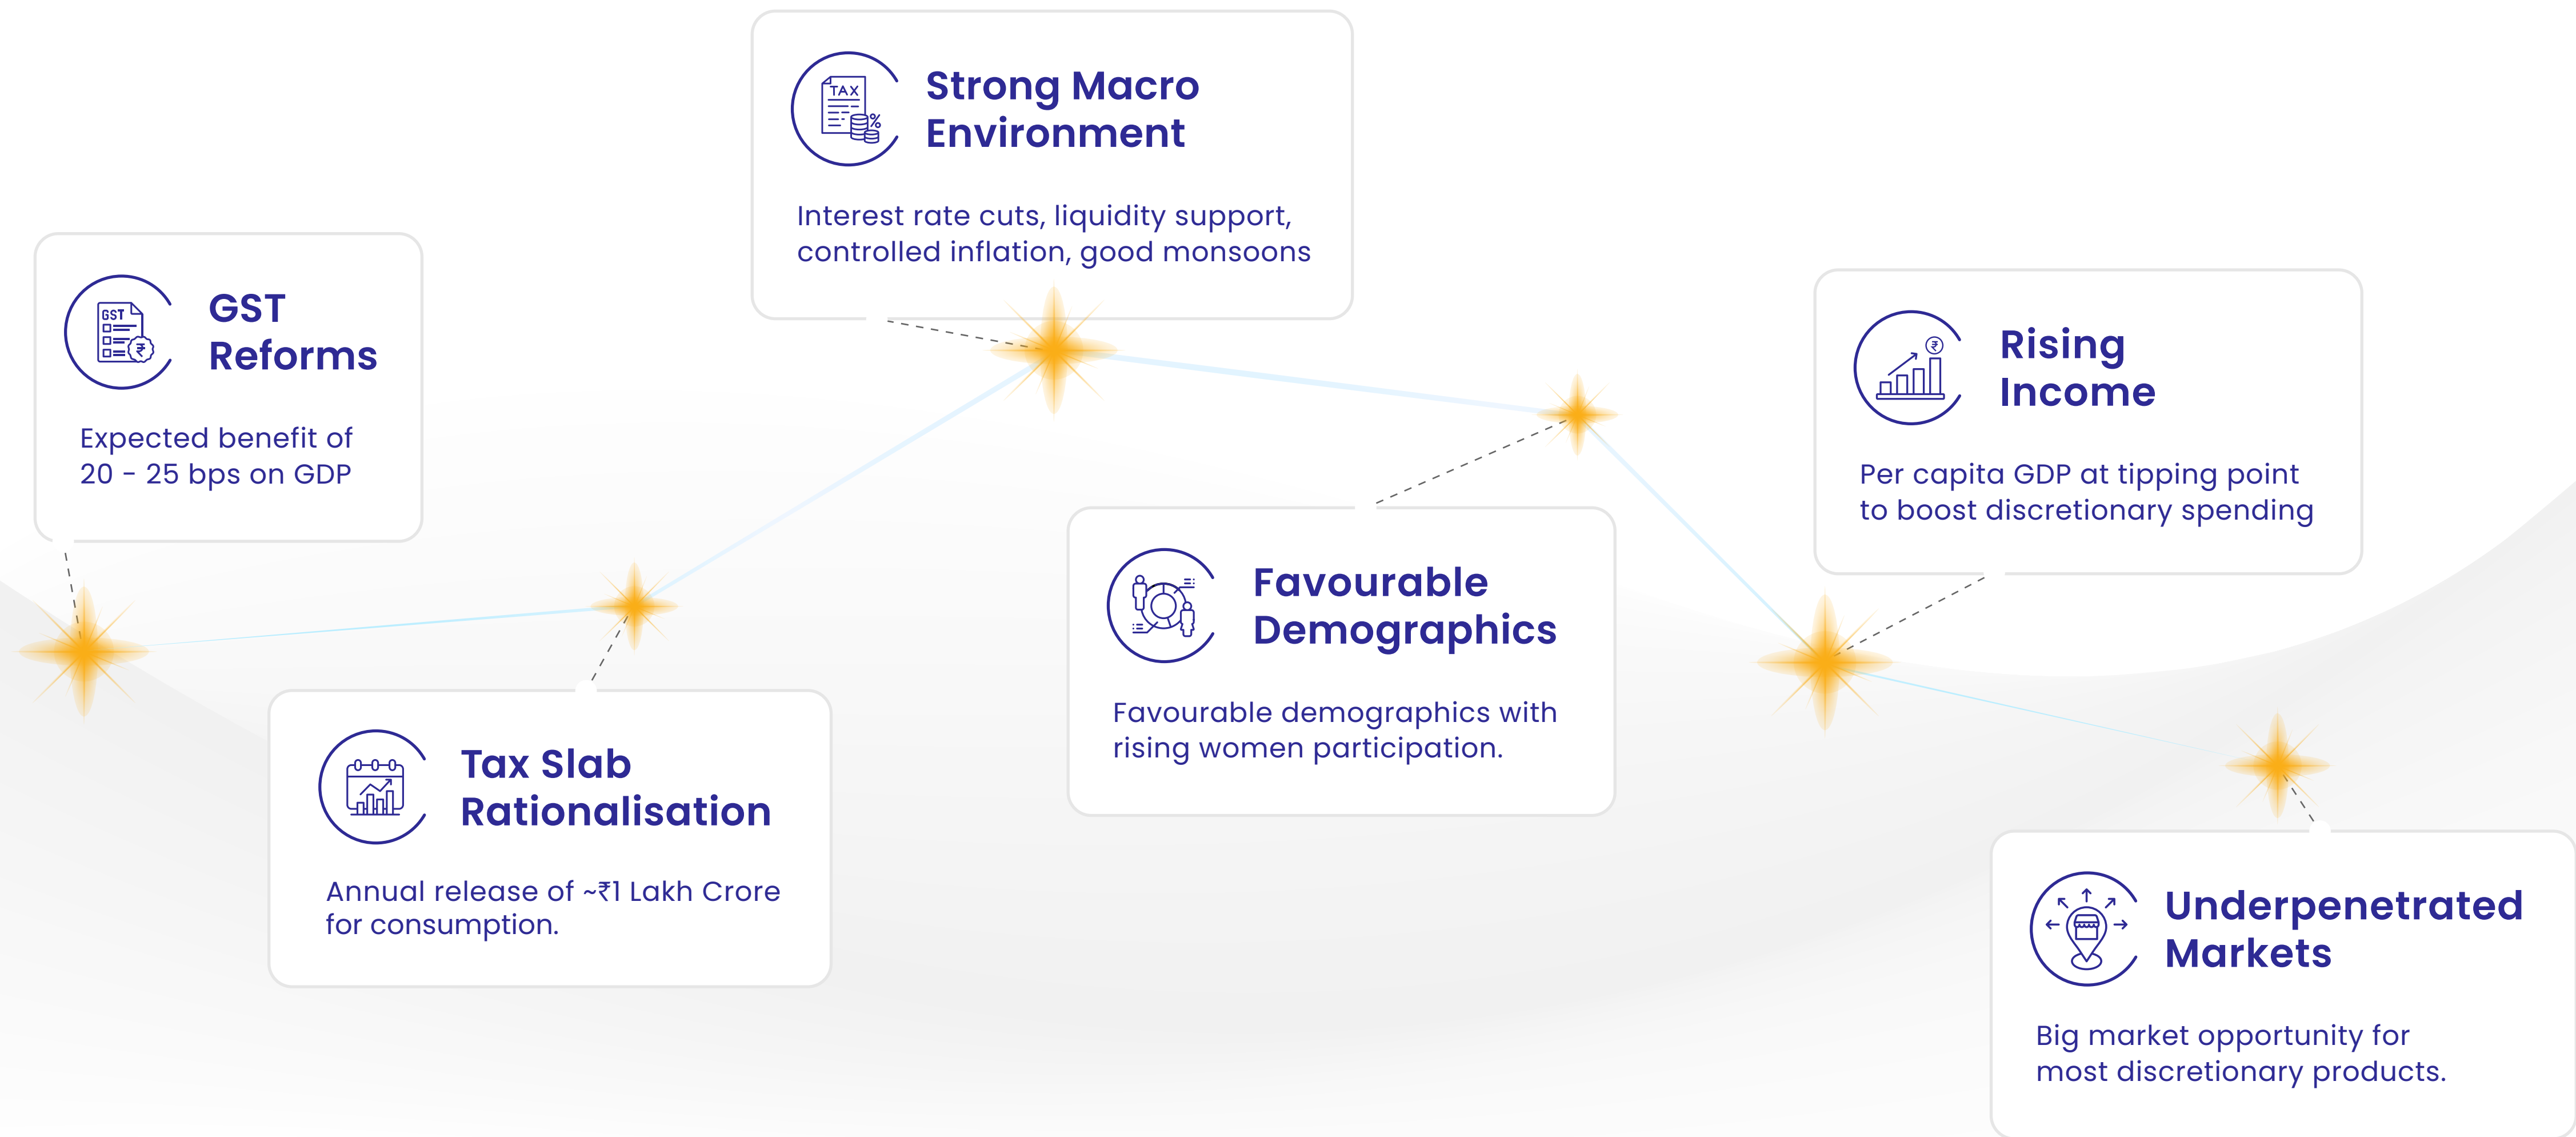 GST
Reforms
Expected benefit of
20 - 25 bps on GDP
Tax Slab
Rationalisation
Annual release of ~₹1 Lakh Crore
for consumption.
TAX
%
Strong Macro
Environment
Interest rate cuts, liquidity support,
controlled inflation, good monsoons
Favourable
Demographics
Favourable demographics with
rising women participation.
₹
Rising
Income
Per capita GDP at tipping point
to boost discretionary spending
Underpenetrated
Markets
Big market opportunity for
most discretionary products.
GST
₹